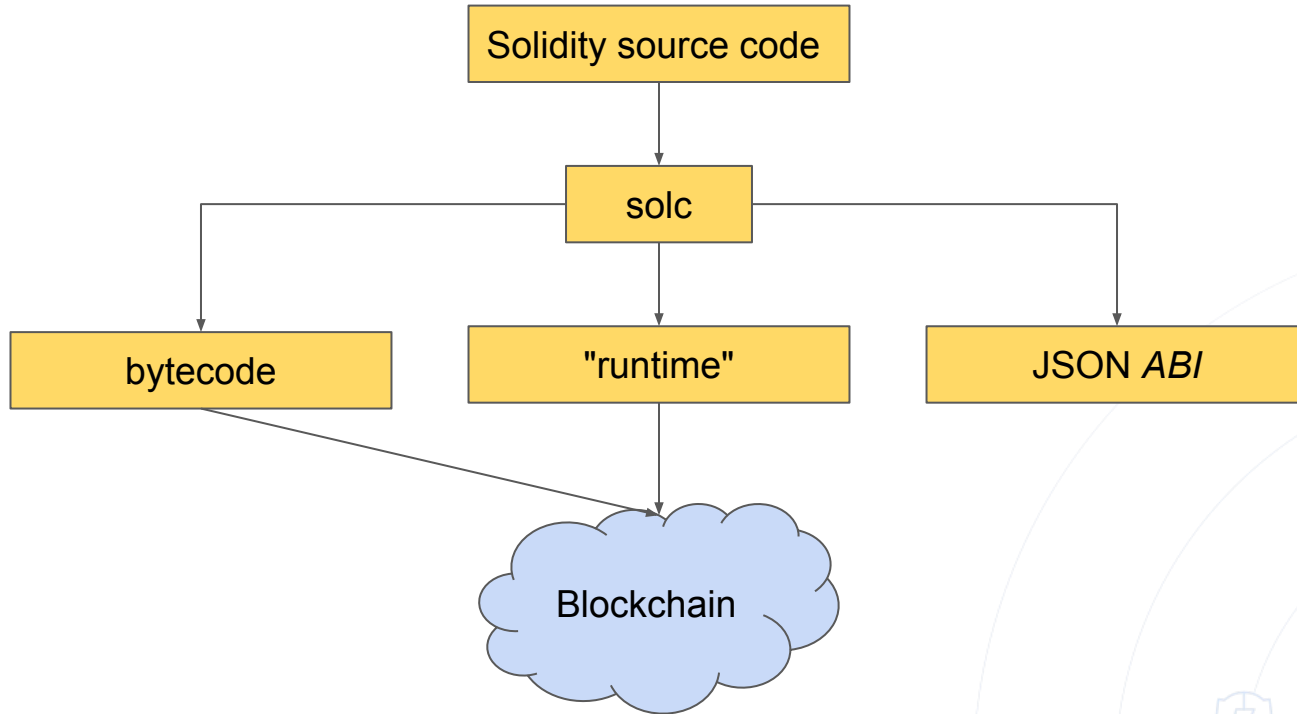 Solidity source code
solc
bytecode
"runtime"
JSON ABI
Blockchain